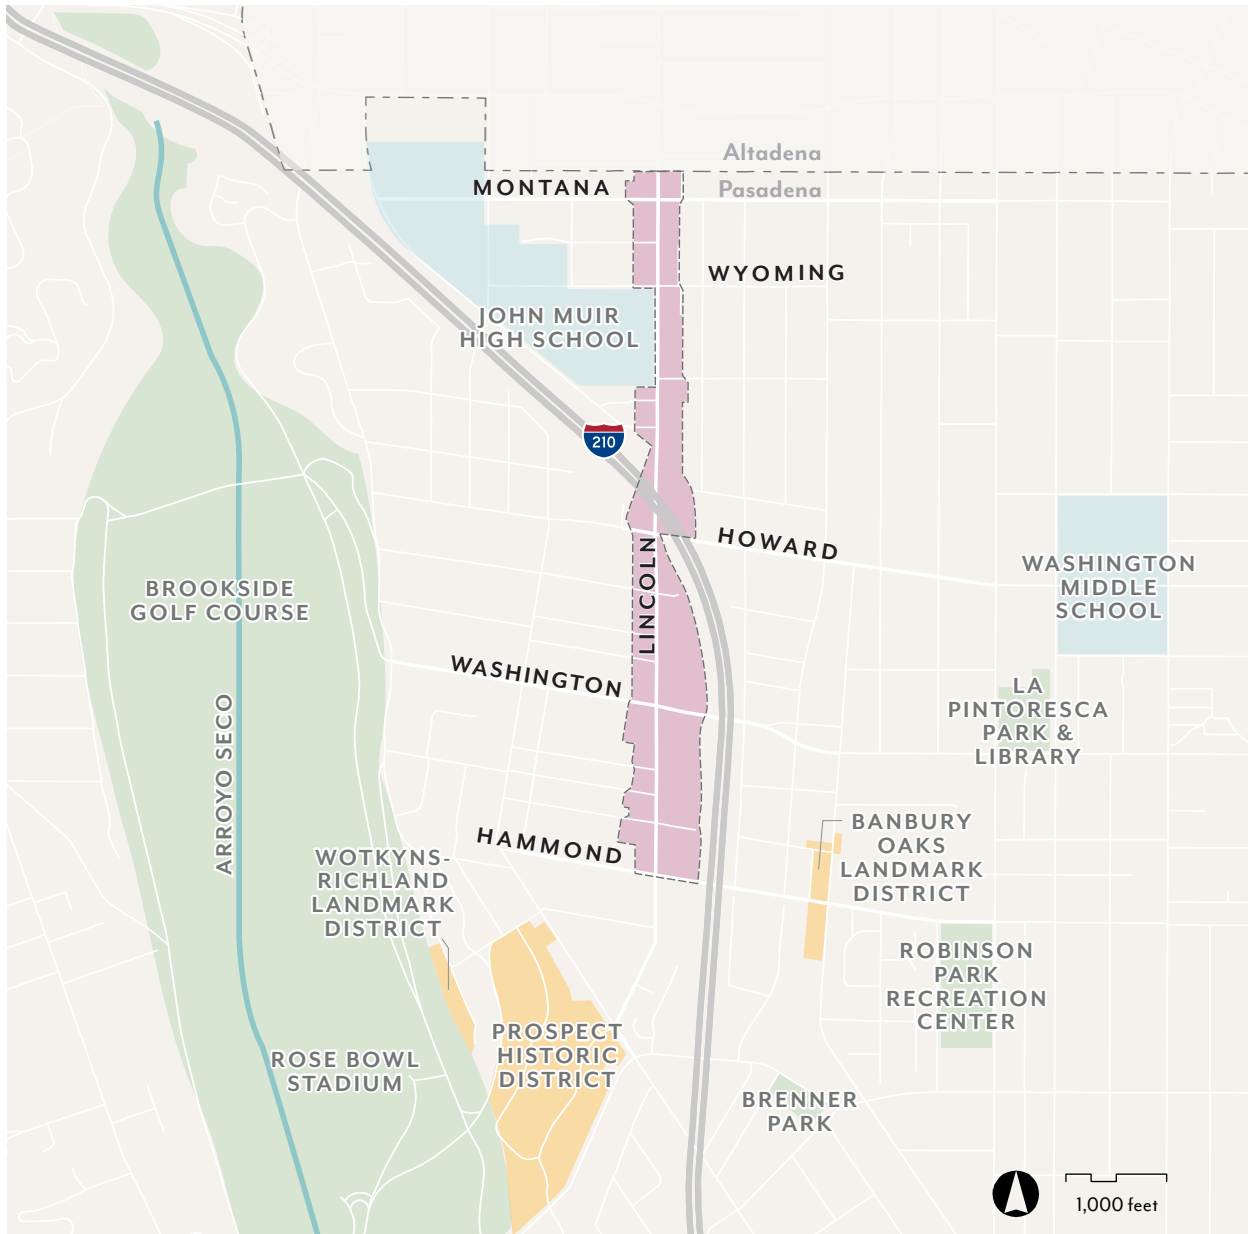 Altadena
MONTANA
Pasadena
WYOMING
JOHN MUIR
HIGH SCHOOL
210
HOWARD
LINCOLN
WASHINGTON
MIDDLE
SCHOOL
BROOKSIDE
GOLF COURSE
WASHINGTON
LA
PINTORESCA
PARK &
LIBRARY
ARROYO SECO
HAMMOND
BANBURY
OAKS
LANDMARK
DISTRICT
WOTKYNS-
RICHLAND
LANDMARK
DISTRICT
ROBINSON
PARK
RECREATION
CENTER
PROSPECT
HISTORIC
DISTRICT
ROSE BOWL
STADIUM
BRENNER
PARK
1,000 feet